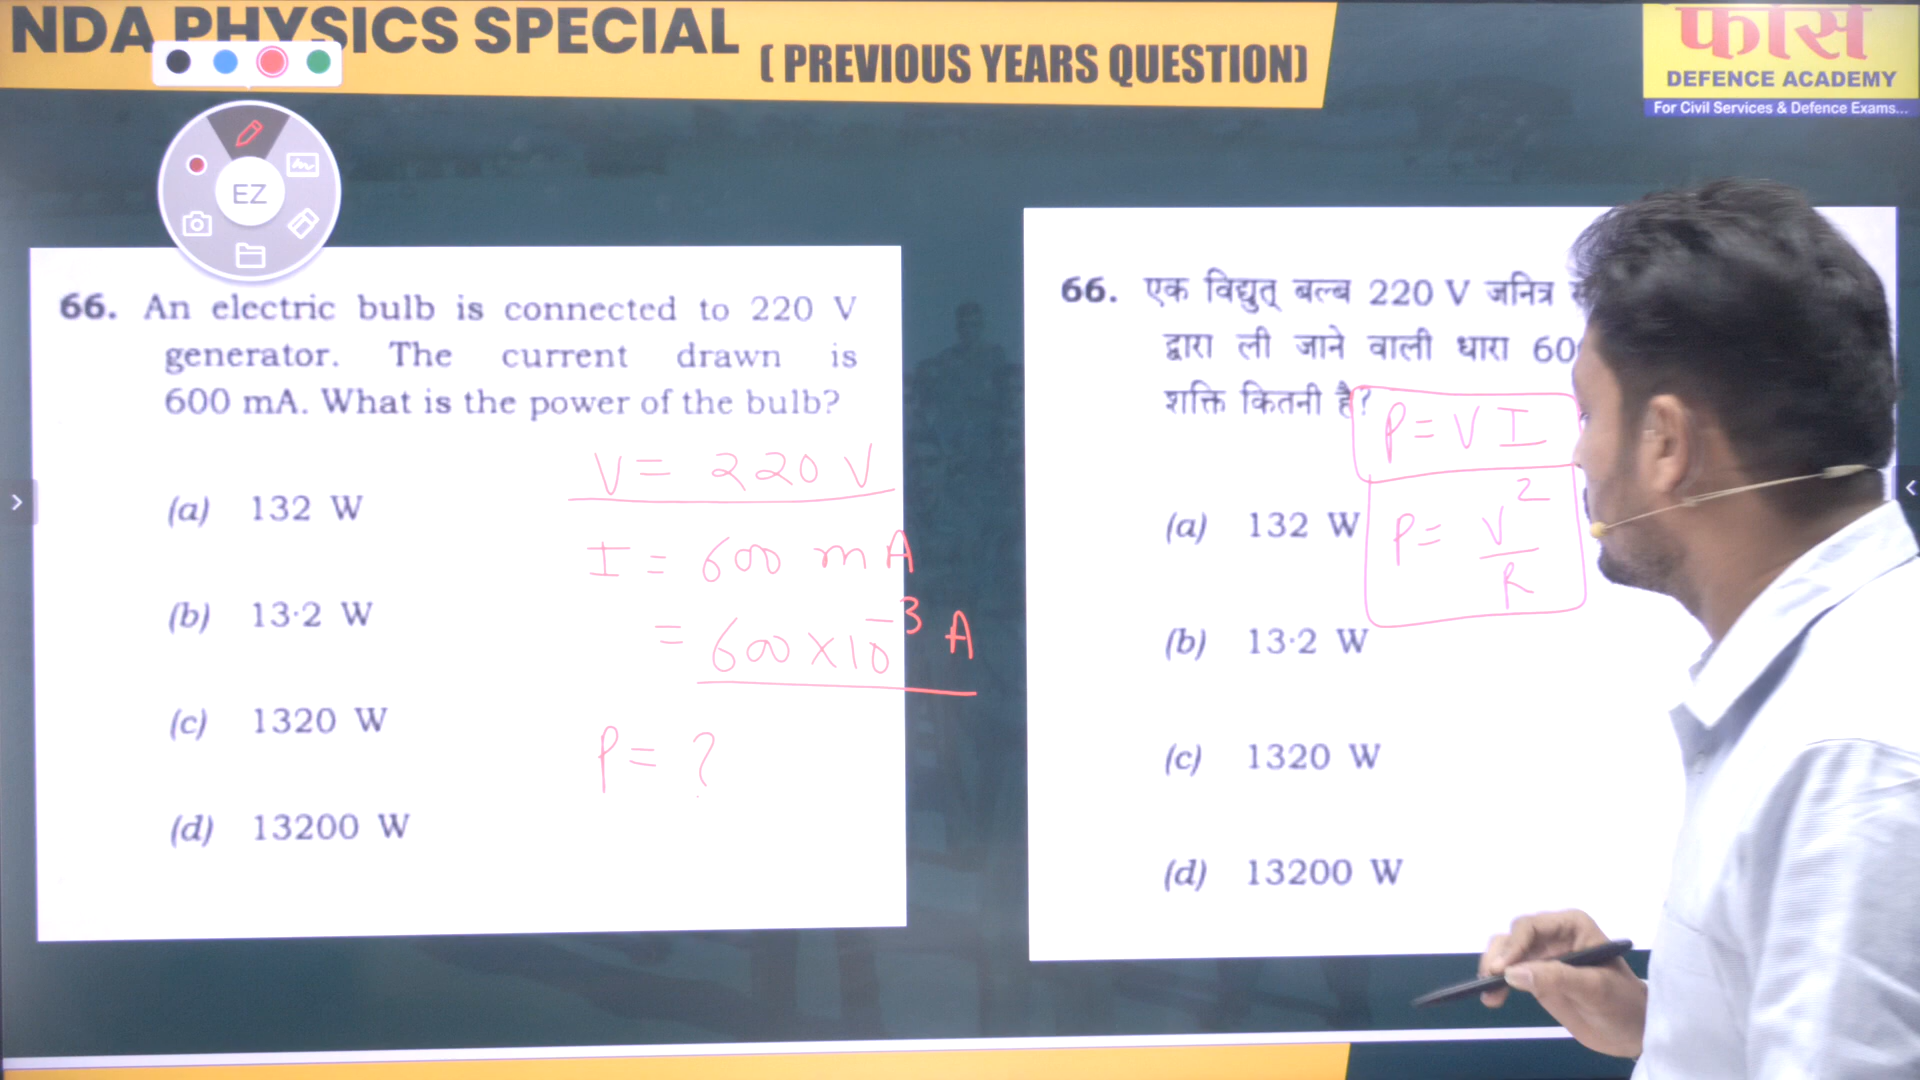 NDA PHYSICS SPECIAL
( PREVIOUS YEARS QUESTION)
फोर्स
DEFENCE ACADEMY
For Civil Services & Defence Exams...
EZ
66. An electric bulb is connected to 220 V
generator. The current drawn is
600 mA. What is the power of the bulb?
(a) 132 W
(b) 13·2 W
(c) 1320 W
(d) 13200 W
V = 220 V
I = 600 mA
= 600 × 10⁻³ A
P = ?
66. एक विद्युत् बल्ब 220 V जनित्र
द्वारा ली जाने वाली धारा
शक्ति कितनी है?
P = V I
P = V²/R
(a) 132 W
(b) 13·2 W
(c) 1320 W
(d) 13200 W